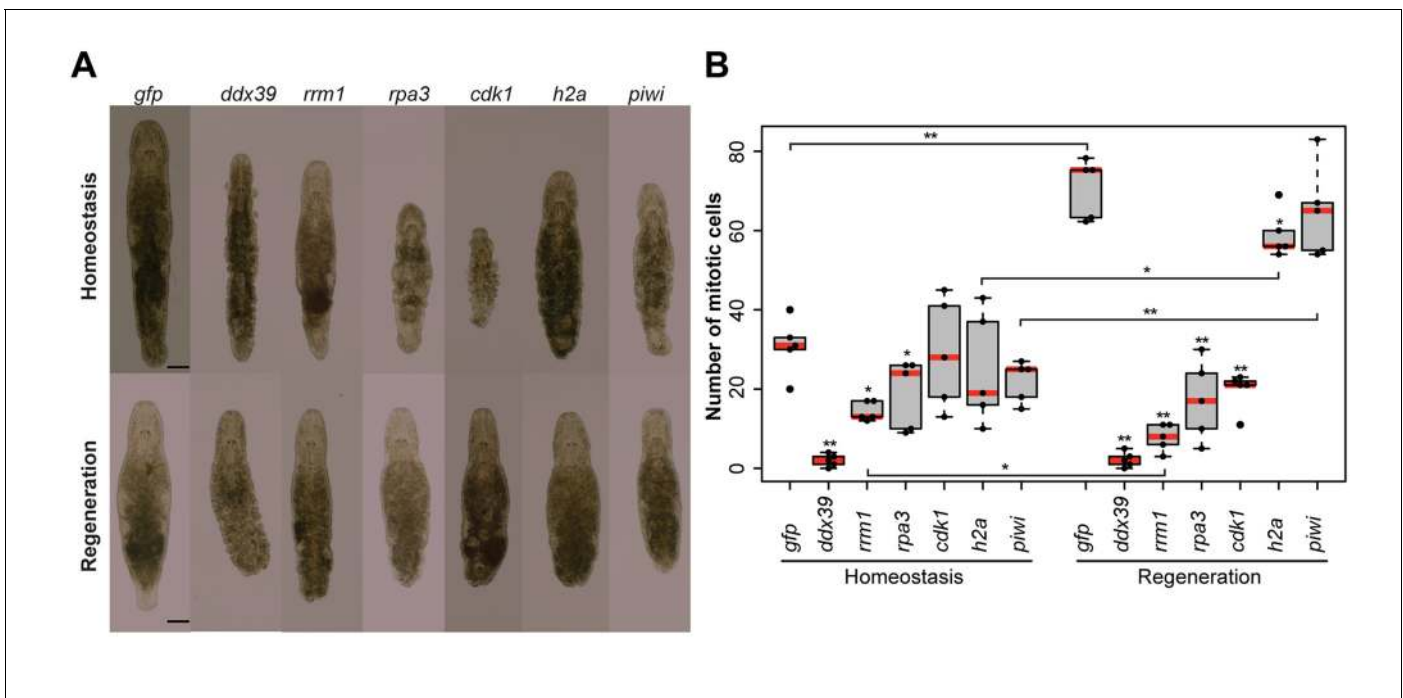 A
gfp ddx39 rrm1 rpa3 cdk1 h2a piwi
Homeostasis
Regeneration
B
Number of mitotic cells
80
60
40
20
0
**
*
**
**
*
*
*
*
**
**
**
**
*
gfp ddx39 rrm1 rpa3 cdk1 h2a piwi gfp ddx39 rrm1 rpa3 cdk1 h2a piwi
Homeostasis Regeneration